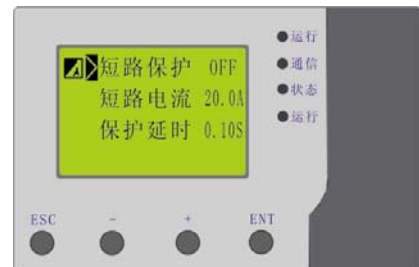 短路保护 OFF
短路电流 20.0A
保护延时 0.10S
运行
通信
状态
运行
ESC - + ENT